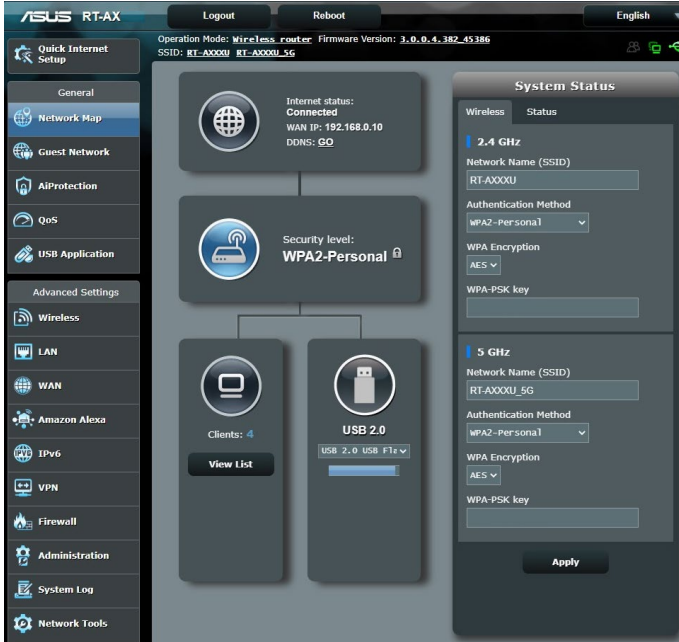 ASUS RT-AX
Logout
Reboot
English
Operation Mode: Wireless router Firmware Version: 3.0.0.4.382_45386
SSID: RT-AXXXU RT-AXXXU_5G
Quick Internet
Setup
General
Network Map
Guest Network
AiProtection
QoS
USB Application
Advanced Settings
Wireless
LAN
WAN
Amazon Alexa
IPv6
VPN
Firewall
Administration
System Log
Network Tools
Internet status:
Connected
WAN IP: 192.168.0.10
DDNS: GO
Security level:
WPA2-Personal
Clients: 4
View List
USB 2.0
USB 2.0 USB Fla
System Status
Wireless
Status
2.4 GHz
Network Name (SSID)
RT-AXXXU
Authentication Method
WPA2-Personal
WPA Encryption
AES
WPA-PSK key
5 GHz
Network Name (SSID)
RT-AXXXU_5G
Authentication Method
WPA2-Personal
WPA Encryption
AES
WPA-PSK key
Apply